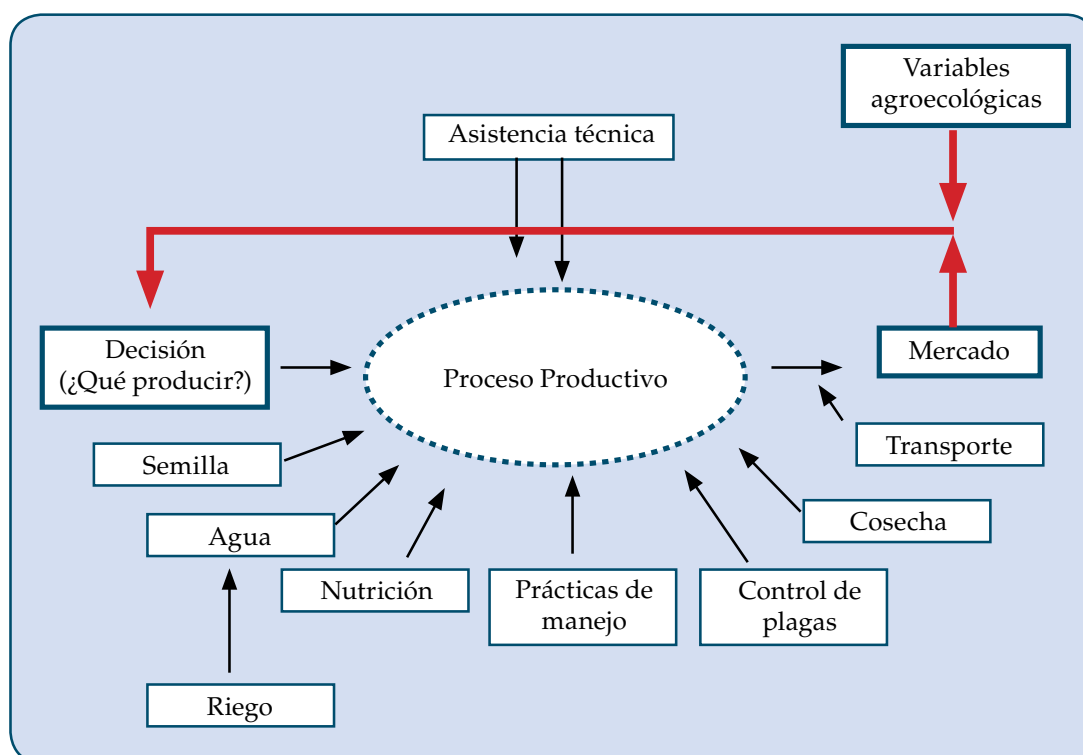 Variables
agroecológicas
Asistencia técnica
Decisión
(¿Qué producir?)
Proceso Productivo
Mercado
Semilla
Transporte
Agua
Cosecha
Nutrición
Prácticas de
manejo
Control de
plagas
Riego